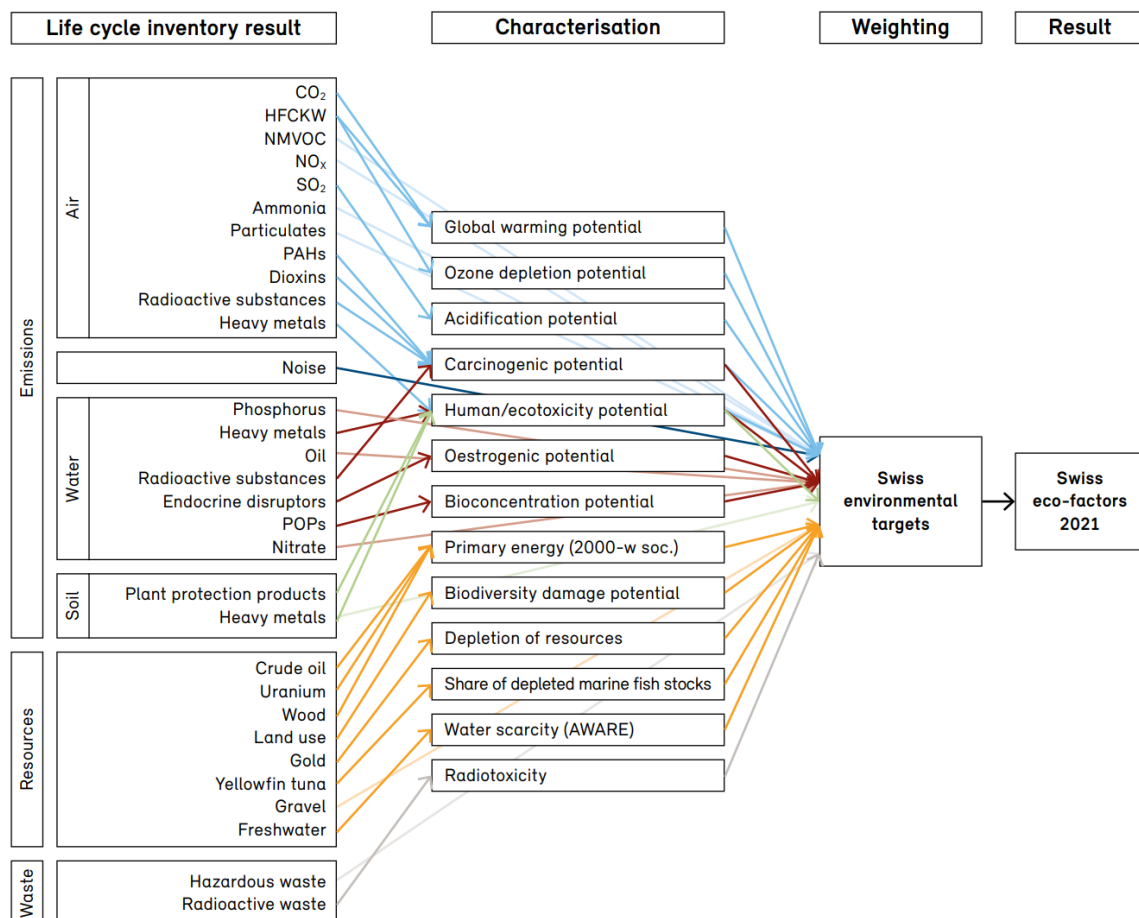 Life cycle inventory result
Characterisation
Weighting
Result
Emissions
Air
CO₂
HFCKW
NMVOC
NOₓ
SO₂
Ammonia
Particulates
PAHs
Dioxins
Radioactive substances
Heavy metals
Noise
Water
Phosphorus
Heavy metals
Oil
Radioactive substances
Endocrine disruptors
POPs
Nitrate
Soil
Plant protection products
Heavy metals
Resources
Crude oil
Uranium
Wood
Land use
Gold
Yellowfin tuna
Gravel
Freshwater
Waste
Hazardous waste
Radioactive waste
Global warming potential
Ozone depletion potential
Acidification potential
Carcinogenic potential
Human/ecotoxicity potential
Oestrogenic potential
Bioconcentration potential
Primary energy (2000-w soc.)
Biodiversity damage potential
Depletion of resources
Share of depleted marine fish stocks
Water scarcity (AWARE)
Radiotoxicity
Swiss
environmental
targets
Swiss
eco-factors
2021